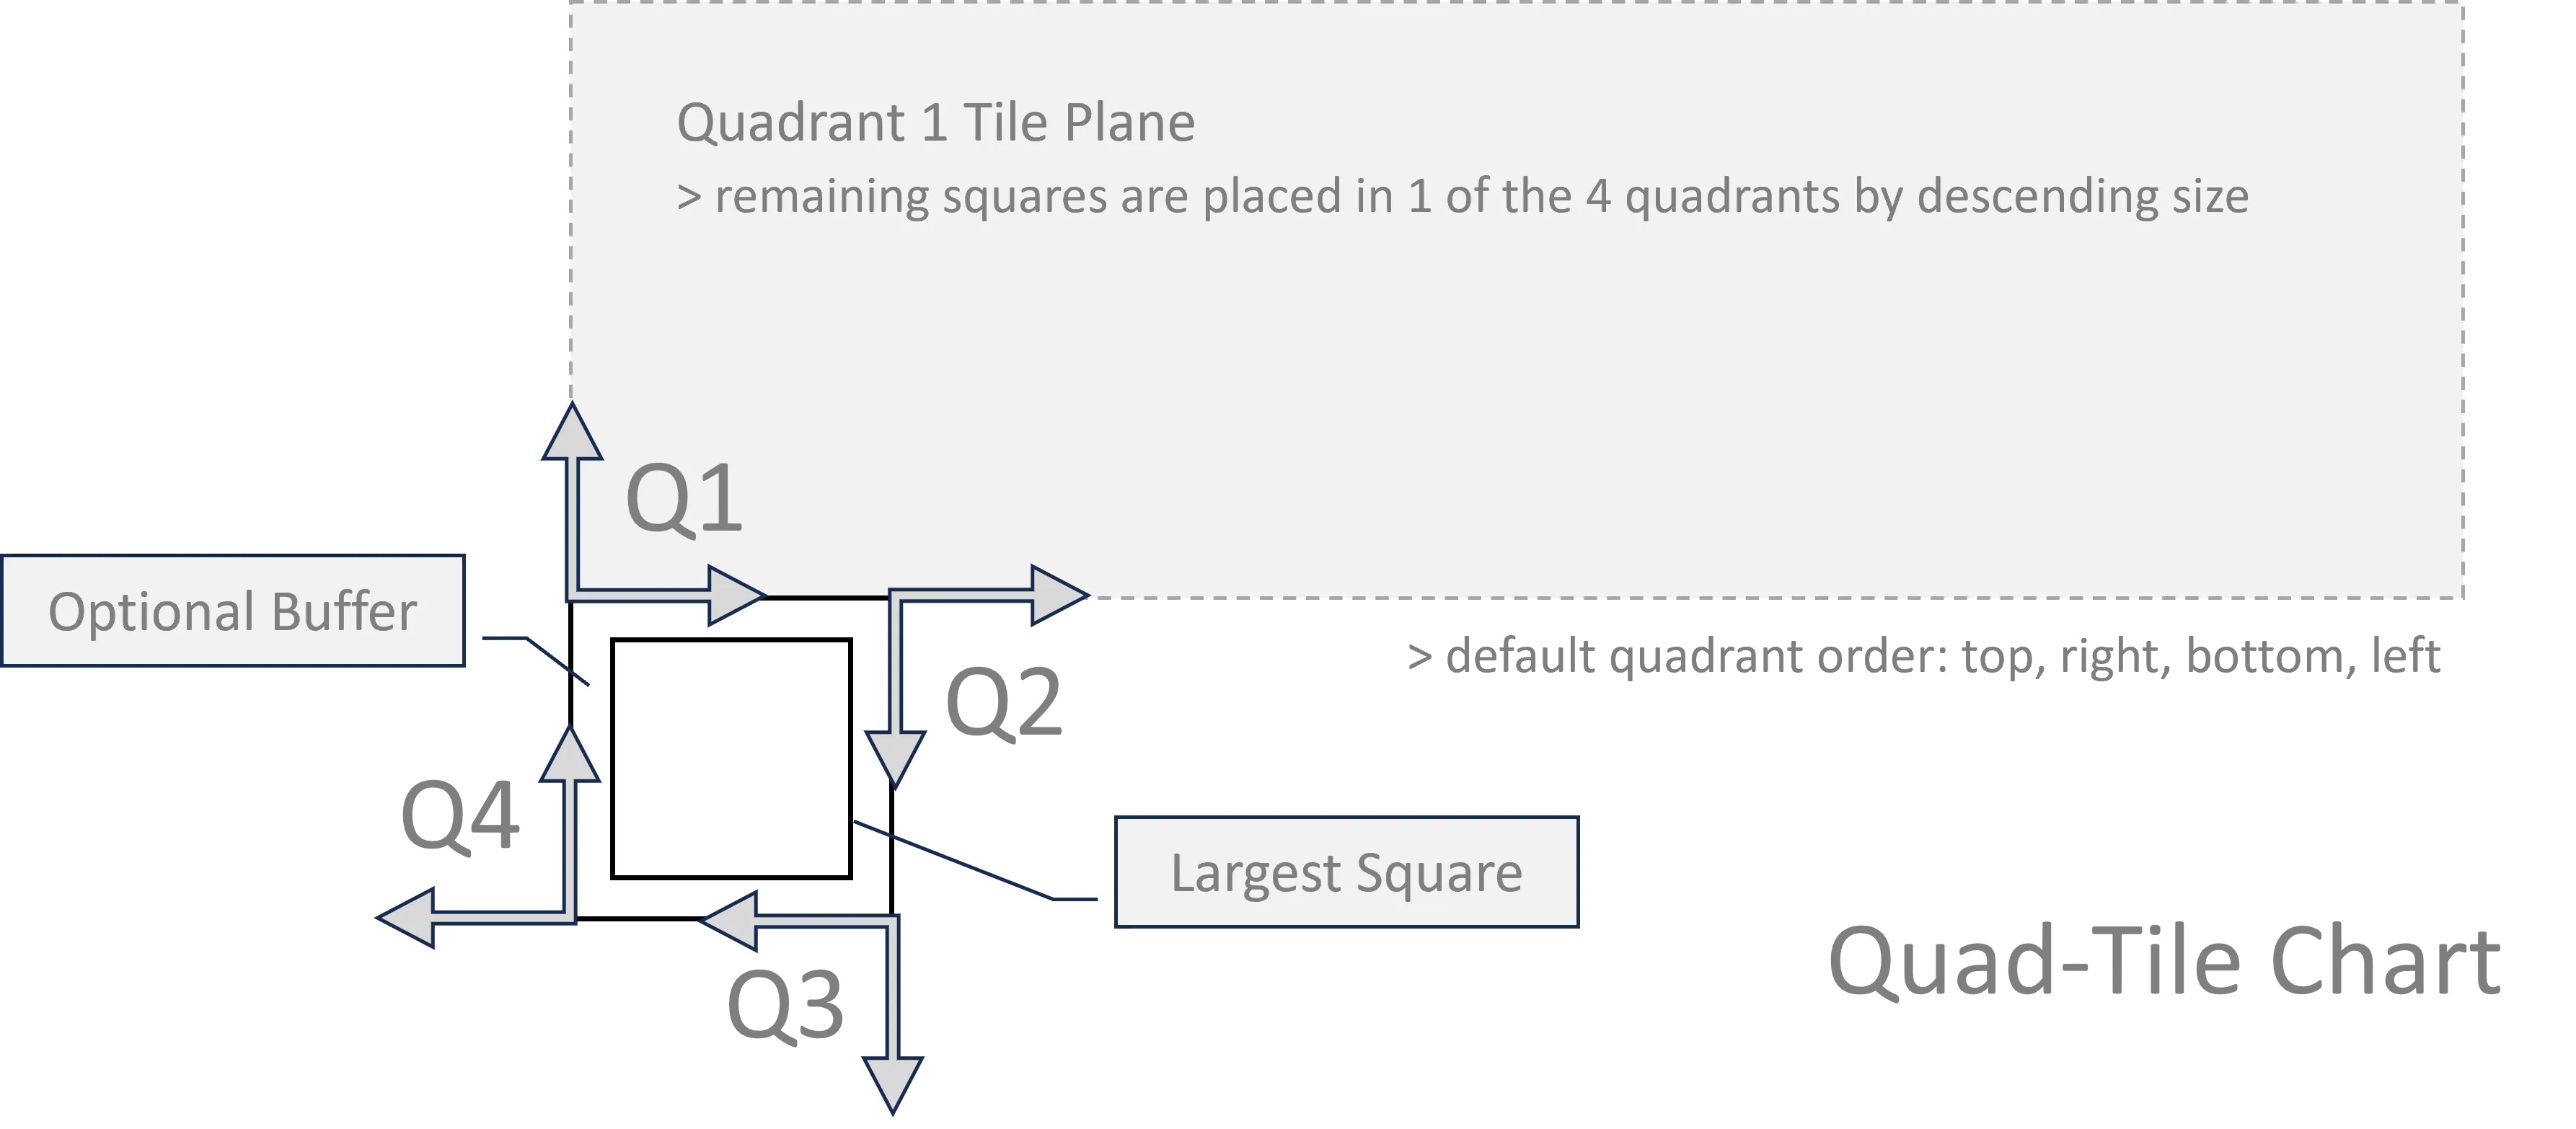 Quadrant 1 Tile Plane
> remaining squares are placed in 1 of the 4 quadrants by descending size
Q1
Optional Buffer
> default quadrant order: top, right, bottom, left
Q2
Q4
Largest Square
Quad-Tile Chart
Q3